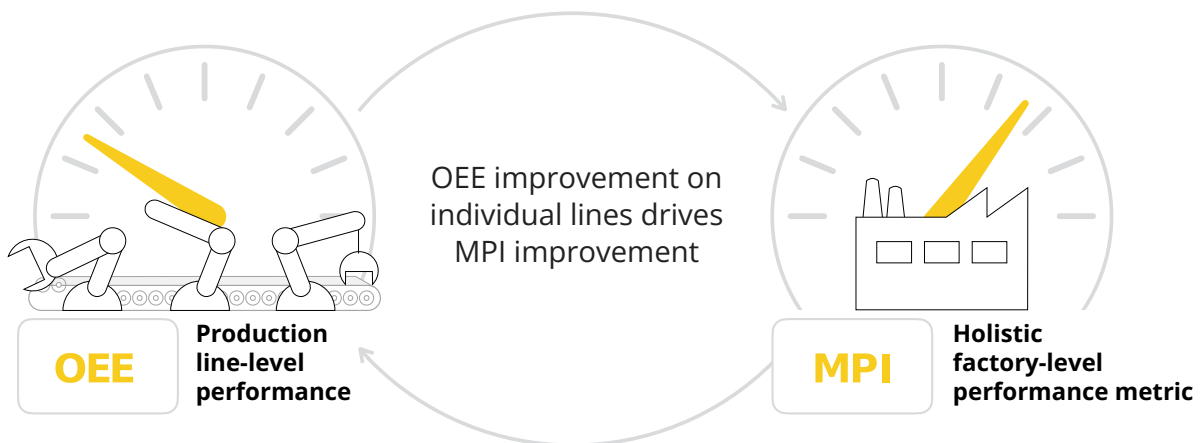 OEE improvement on
individual lines drives
MPI improvement
OEE
Production
line-level
performance
MPI
Holistic
factory-level
performance metric